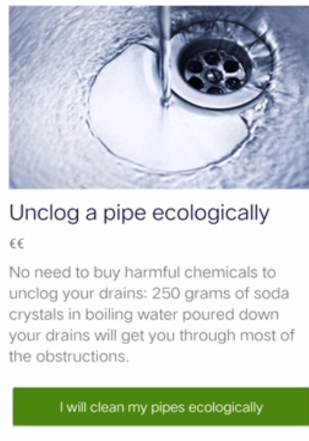 Unclog a pipe ecologically
€€
No need to buy harmful chemicals to
unclog your drains: 250 grams of soda
crystals in boiling water poured down
your drains will get you through most of
the obstructions.
I will clean my pipes ecologically